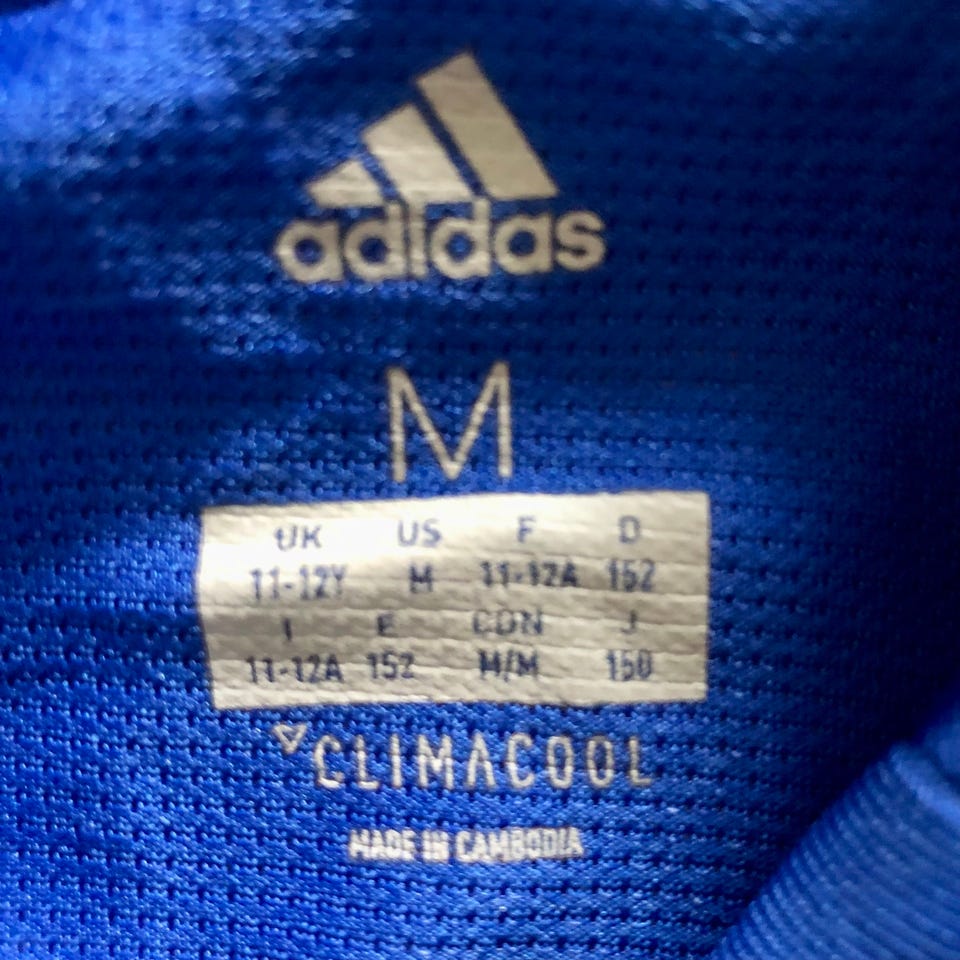 adidas
M
UK US F D
11-12Y M 11-12A 152
I E CDN J
11-12A 152 M/M 150
CLIMACOOL
MADE IN CAMBODIA